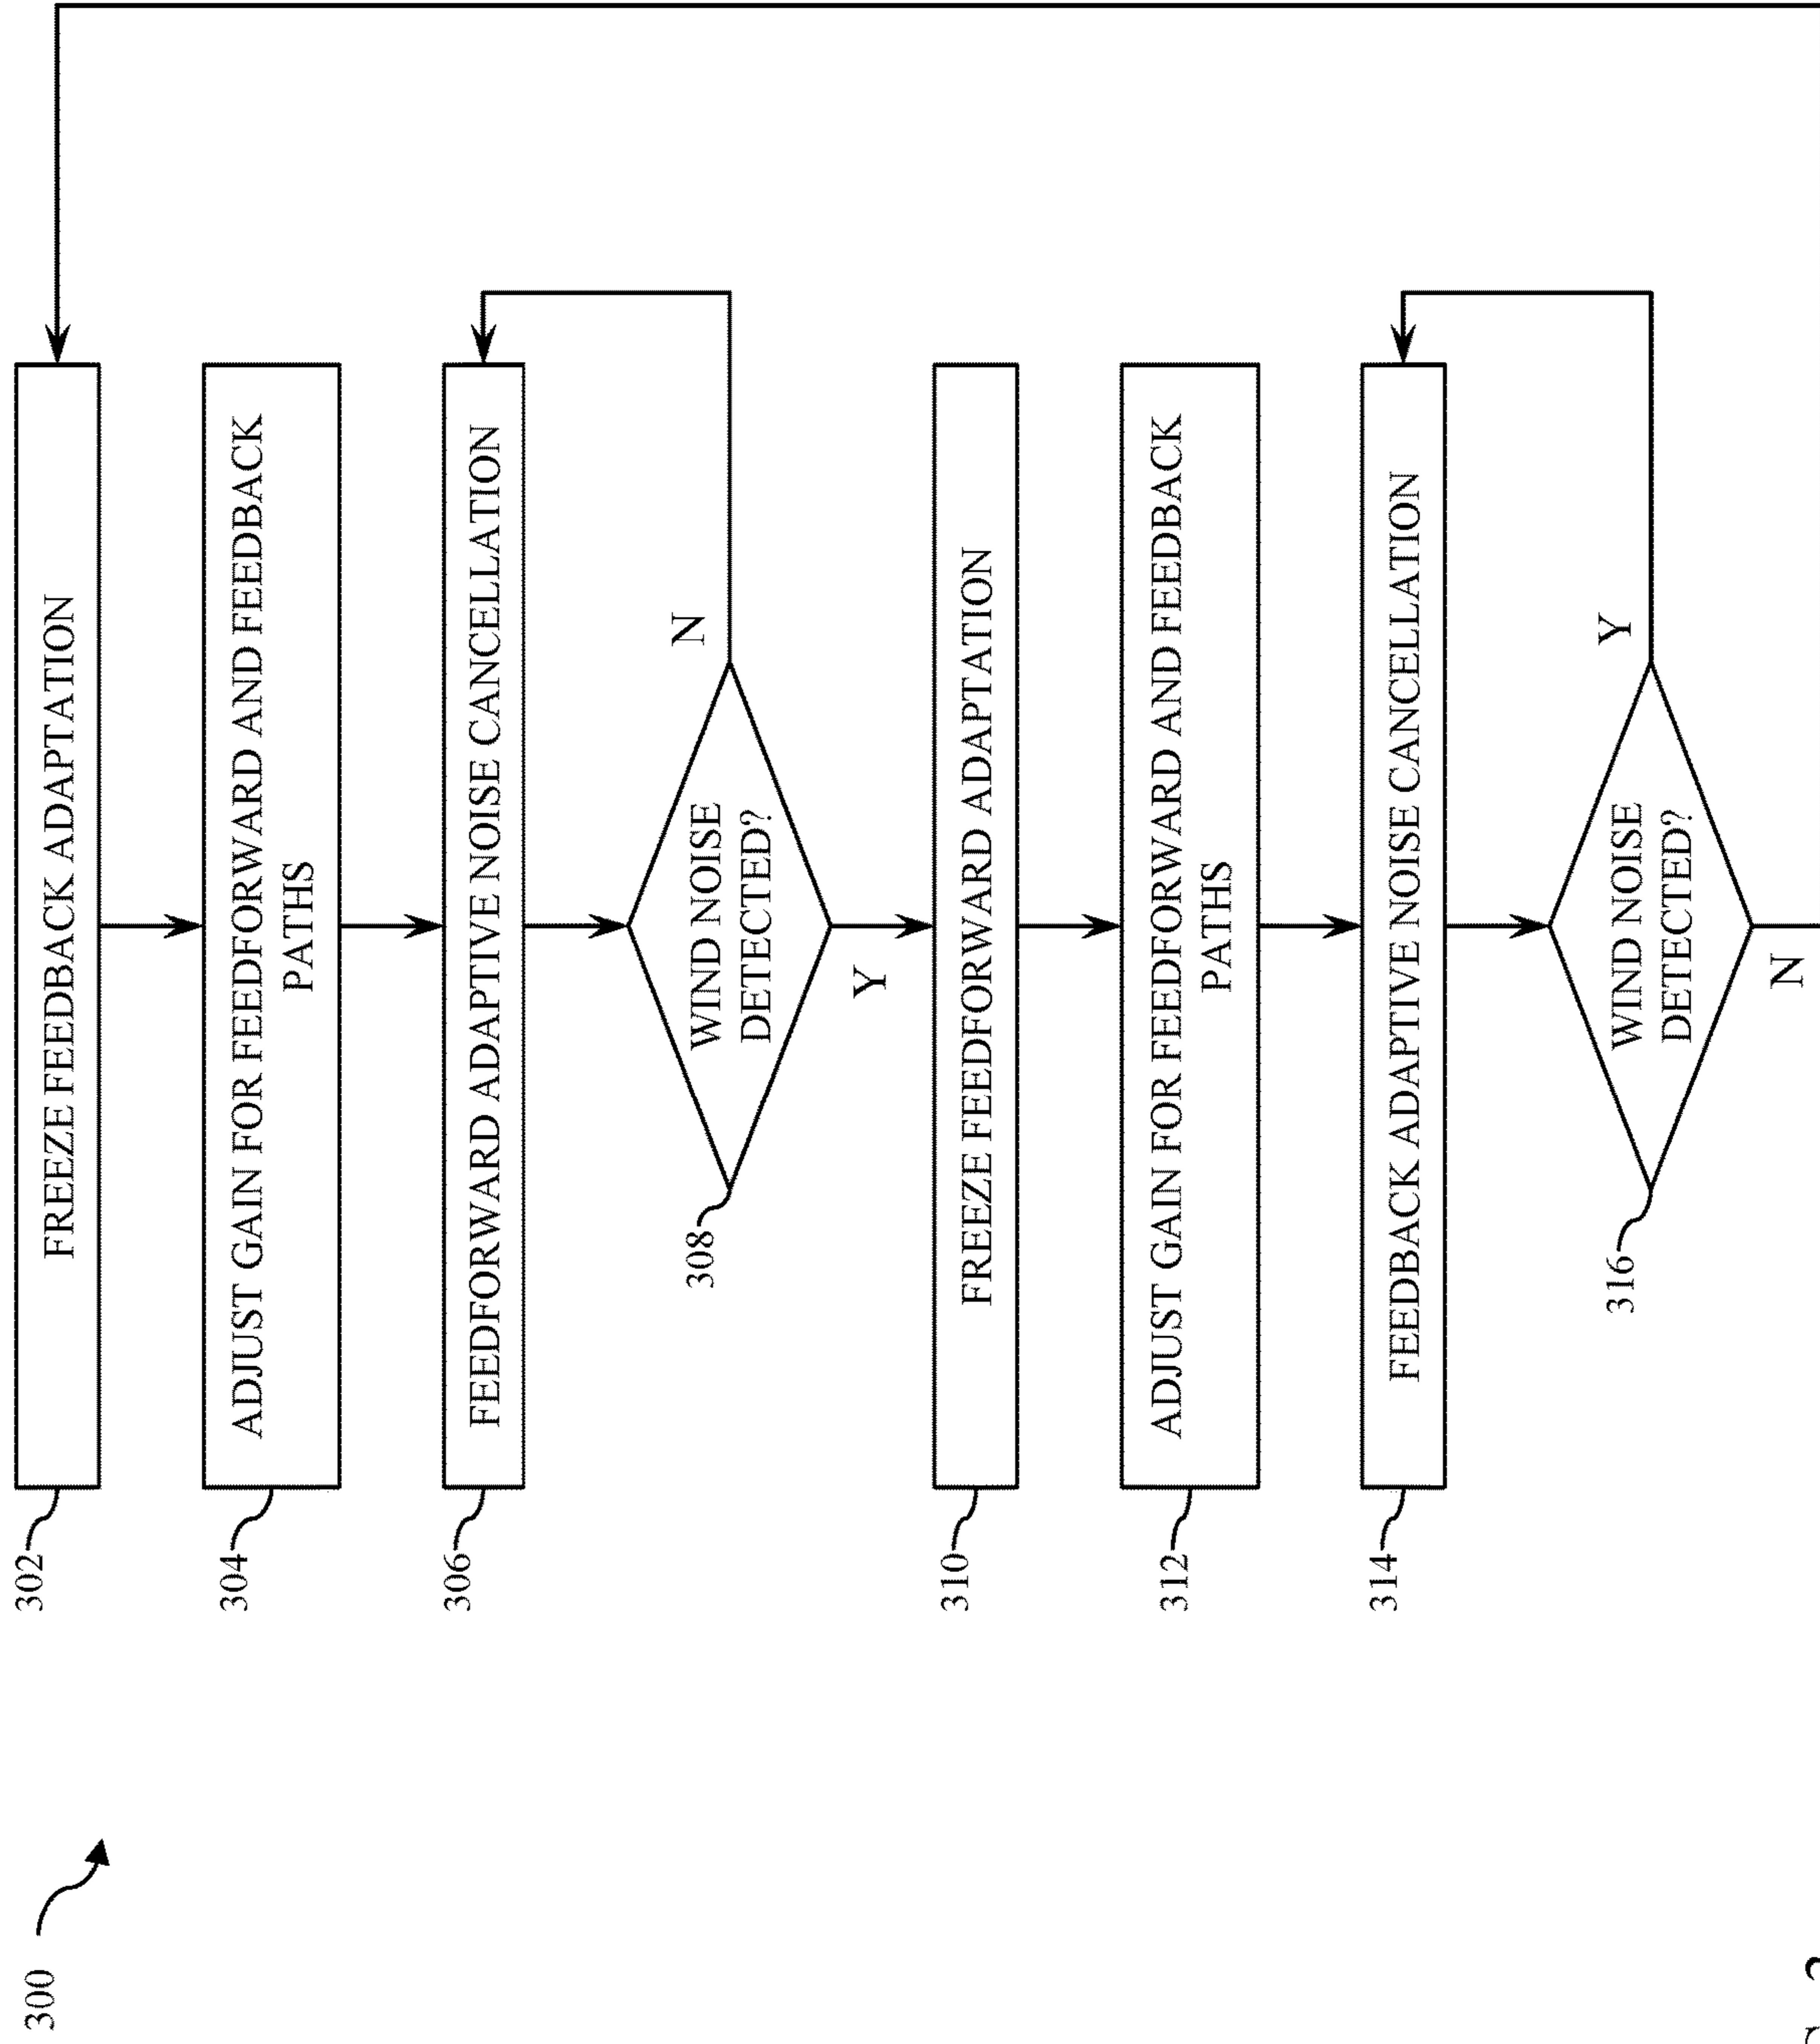 300
302
FREEZE FEEDBACK ADAPTATION
304
ADJUST GAIN FOR FEEDFORWARD AND FEEDBACK
PATHS
306
FEEDFORWARD ADAPTIVE NOISE CANCELLATION
308
WIND NOISE
DETECTED?
N
Y
310
FREEZE FEEDFORWARD ADAPTATION
312
ADJUST GAIN FOR FEEDFORWARD AND FEEDBACK
PATHS
314
FEEDBACK ADAPTIVE NOISE CANCELLATION
316
WIND NOISE
DETECTED?
Y
N